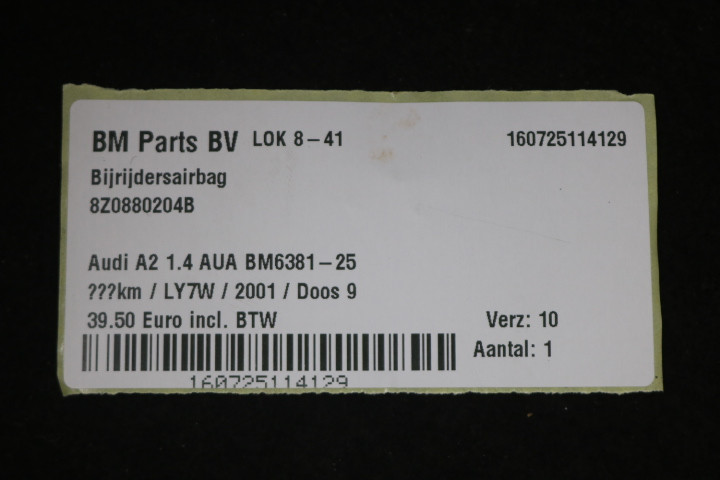 BM Parts BV LOK 8-41 160725114129
Bijrijdersairbag
8Z0880204B
Audi A2 1.4 AUA BM6381-25
???km / LY7W / 2001 / Doos 9
39.50 Euro incl. BTW Verz: 10
Aantal: 1
160725114129